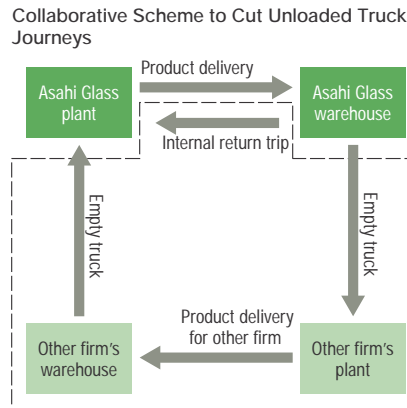 Collaborative Scheme to Cut Unloaded Truck
Journeys
Product delivery
Asahi Glass
plant
Asahi Glass
warehouse
Internal return trip
Empty truck
Empty truck
Product delivery
for other firm
Other firm's
warehouse
Other firm's
plant